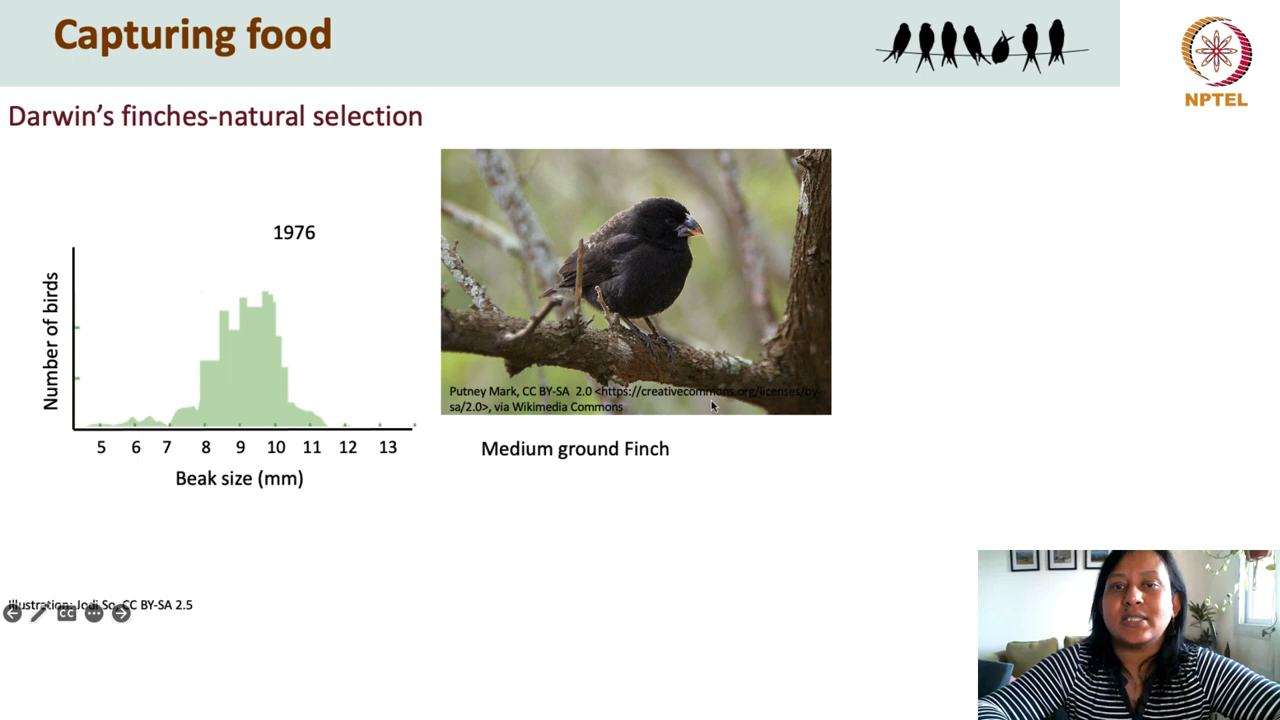 Capturing food
NPTEL
Darwin's finches-natural selection
1976
Number of birds
5 6 7 8 9 10 11 12 13
Beak size (mm)
Putney Mark, CC BY-SA 2.0 <https://creativecommons.org/licenses/by-
sa/2.0>, via Wikimedia Commons
Medium ground Finch
Illustration: Jodi So, CC BY-SA 2.5
CC